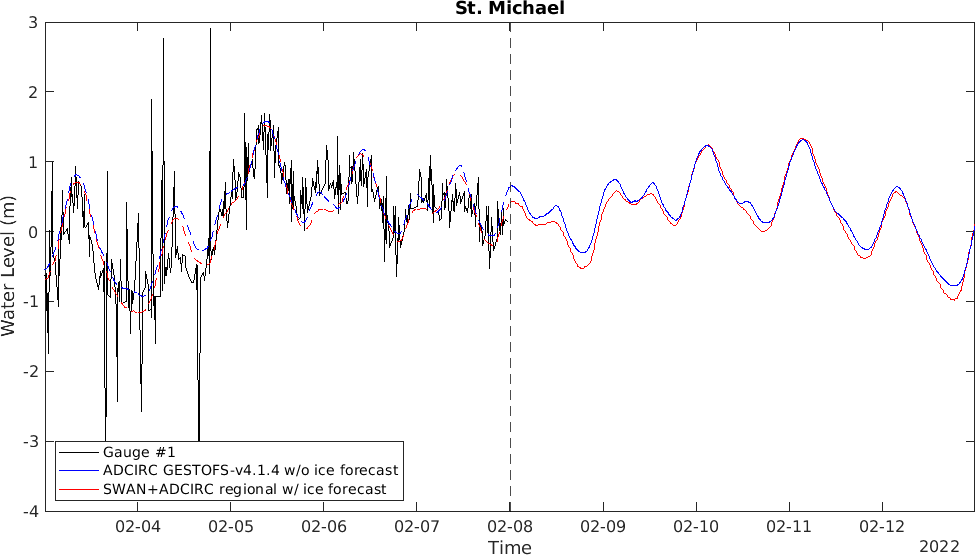 St. Michael
3
2
1
0
-1
-2
-3
-4
Water Level (m)
Gauge #1
ADCIRC GESTOFS-v4.1.4 w/o ice forecast
SWAN+ADCIRC regional w/ ice forecast
02-04 02-05 02-06 02-07 02-08 02-09 02-10 02-11 02-12
Time
2022